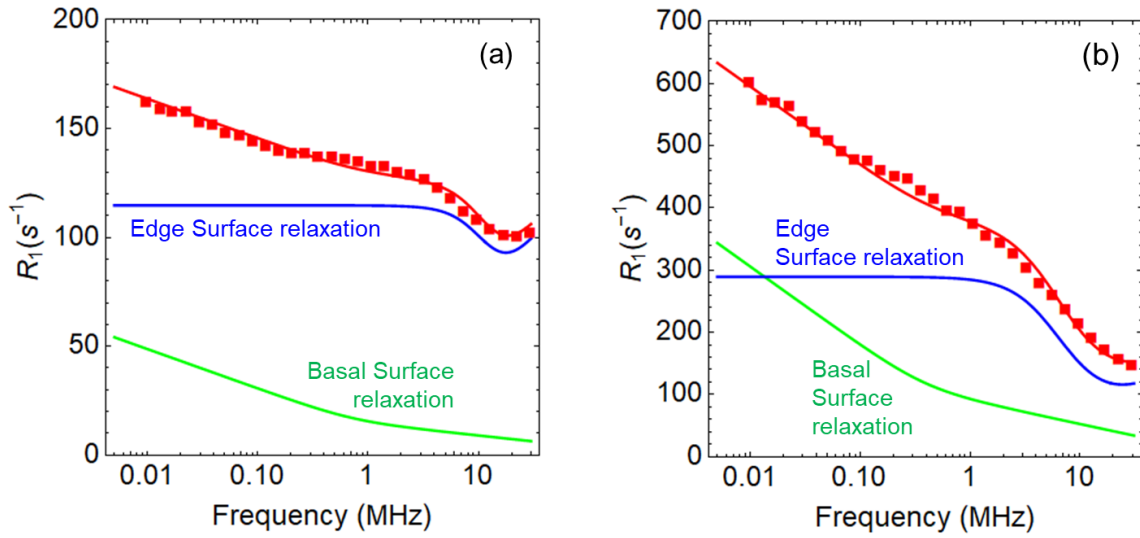 (a)
200
150
100
50
0
R₁(s⁻¹)
Edge Surface relaxation
Basal Surface
relaxation
0.01 0.10 1 10
Frequency (MHz)
(b)
700
600
500
400
300
200
100
0
R₁(s⁻¹)
Edge
Surface relaxation
Basal
Surface
relaxation
0.01 0.10 1 10
Frequency (MHz)